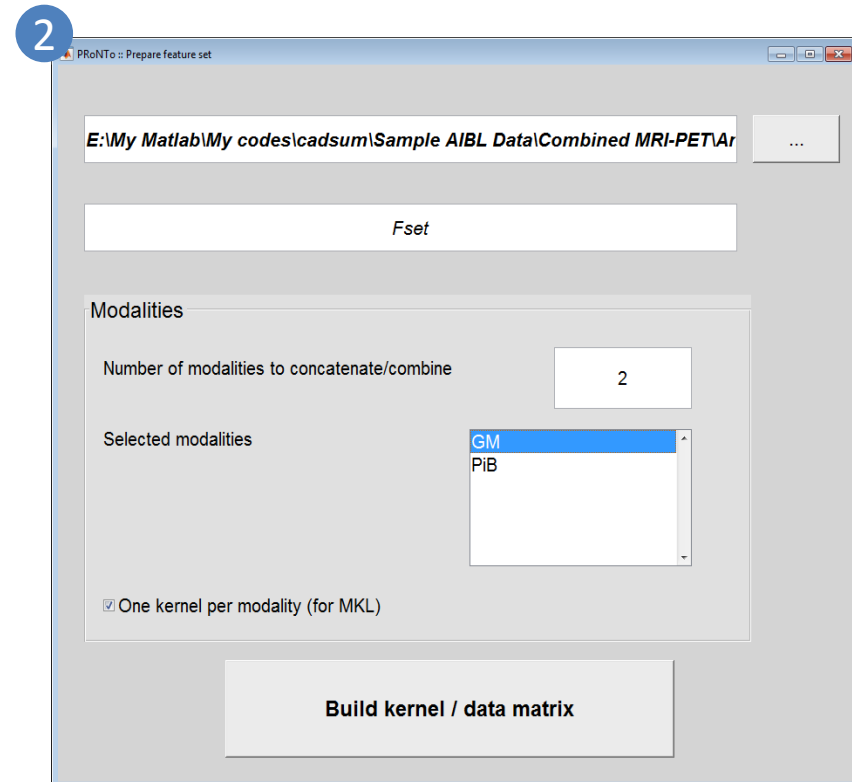 2
PRoNTo :: Prepare feature set
E:\My Matlab\My codes\cadsum\Sample AIBL Data\Combined MRI-PET\Ar
...
Fset
Modalities
Number of modalities to concatenate/combine
2
Selected modalities
GM
PiB
One kernel per modality (for MKL)
Build kernel / data matrix